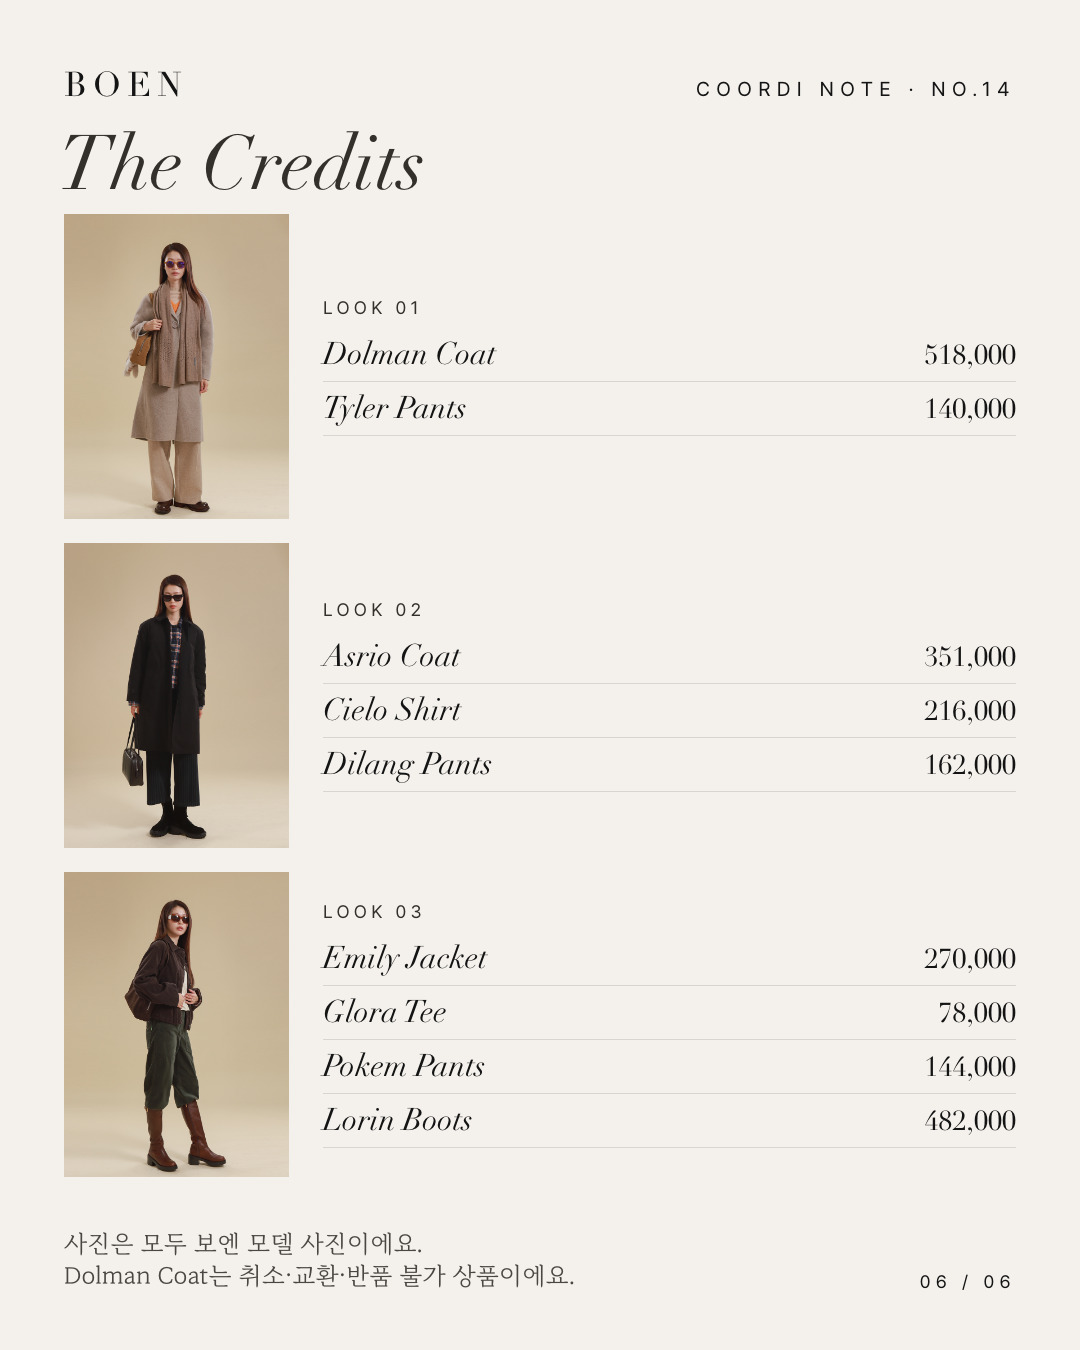 BOEN
COORDI NOTE · NO.14
The Credits
LOOK 01
Dolman Coat 518,000
Tyler Pants 140,000
LOOK 02
Asrio Coat 351,000
Cielo Shirt 216,000
Dilang Pants 162,000
LOOK 03
Emily Jacket 270,000
Glora Tee 78,000
Pokem Pants 144,000
Lorin Boots 482,000
사진은 모두 보엔 모델 사진이에요.
Dolman Coat는 취소·교환·반품 불가 상품이에요.
06 / 06